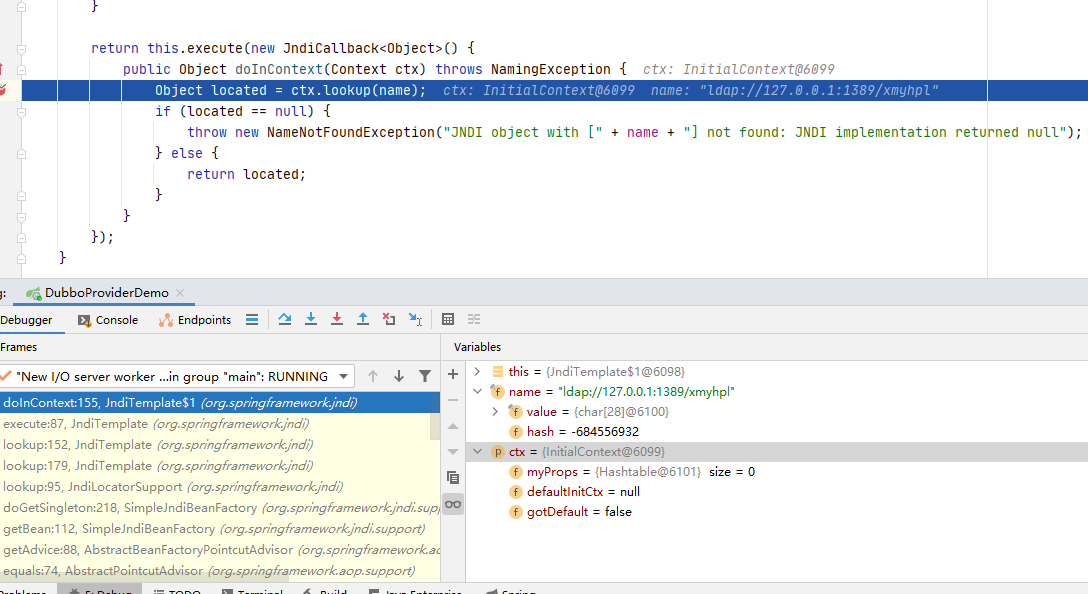 }
return this.execute(new JndiCallback<Object>() {
public Object doInContext(Context ctx) throws NamingException { ctx: InitialContext@6099
Object located = ctx.lookup(name); ctx: InitialContext@6099 name: "ldap://127.0.0.1:1389/xmyhpl"
if (located == null) {
throw new NameNotFoundException("JNDI object with [" + name + "] not found: JNDI implementation returned null");
} else {
return located;
}
}
});
}
g: DubboProviderDemo
Debugger Console Endpoints
Frames Variables
"New I/O server worker ...in group "main": RUNNING
doInContext:155, JndiTemplate$1 (org.springframework.jndi)
execute:87, JndiTemplate (org.springframework.jndi)
lookup:152, JndiTemplate (org.springframework.jndi)
lookup:179, JndiTemplate (org.springframework.jndi)
lookup:95, JndiLocatorSupport (org.springframework.jndi)
doGetSingleton:218, SimpleJndiBeanFactory (org.springframework.jndi.supp
getBean:112, SimpleJndiBeanFactory (org.springframework.jndi.support)
getAdvice:88, AbstractBeanFactoryPointcutAdvisor (org.springframework.ao
equals:74, AbstractPointcutAdvisor (org.springframework.aop.support)
this = {JndiTemplate$1@6098}
f name = "ldap://127.0.0.1:1389/xmyhpl"
f value = {char[28]@6100}
f hash = -684556932
p ctx = {InitialContext@6099}
f myProps = {Hashtable@6101} size = 0
f defaultInitCtx = null
f gotDefault = false
Problems 5: Debug TODO Terminal Build Java Enterprise Spring